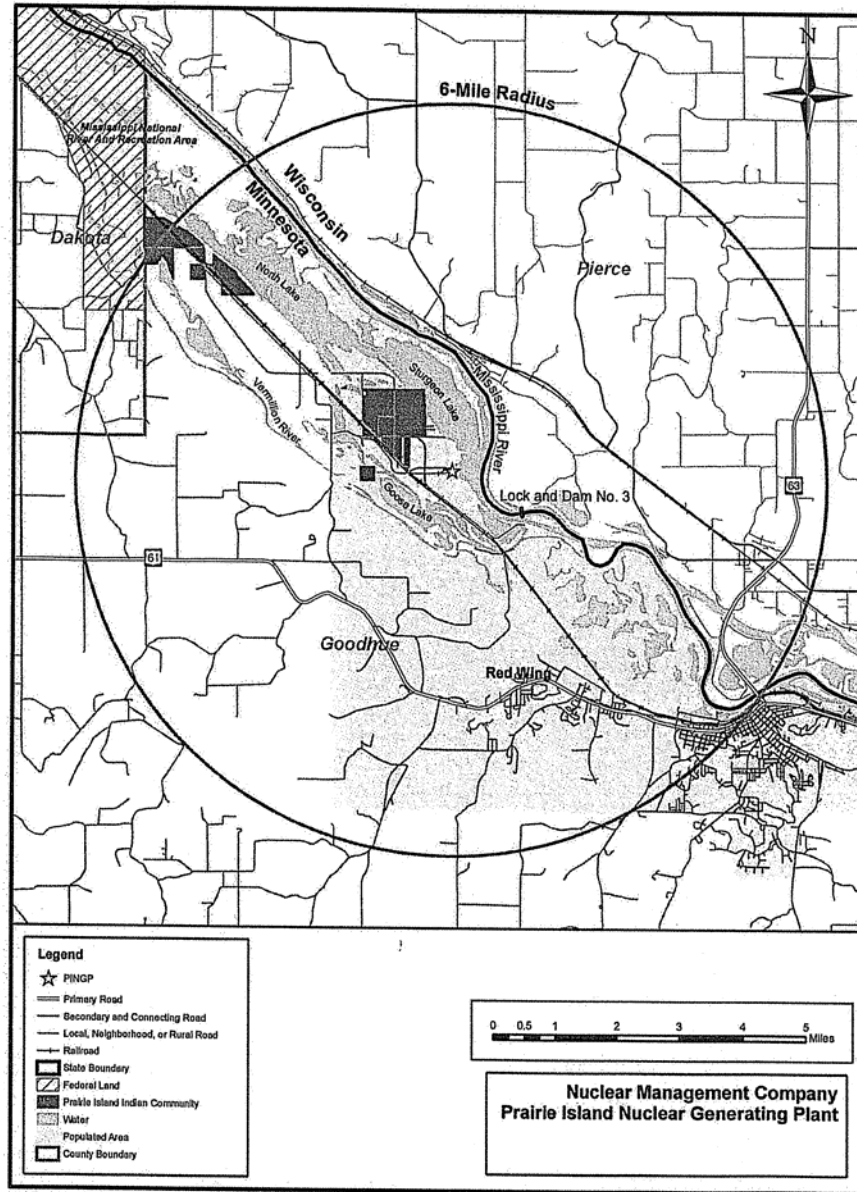 N
6-Mile Radius
Mississippi National
River And Recreation Area
Wisconsin
Minnesota
Dakota
Pierce
North Lake
Sturgeon Lake
Mississippi River
Vermillion River
63
Lock and Dam No. 3
Goose Lake
61
Goodhue
Red Wing
Legend
PINGP
Primary Road
Secondary and Connecting Road
Local, Neighborhood, or Rural Road
Railroad
State Boundary
Federal Land
Prairie Island Indian Community
Water
Populated Area
County Boundary
0 0.5 1 2 3 4 5
Miles
Nuclear Management Company
Prairie Island Nuclear Generating Plant